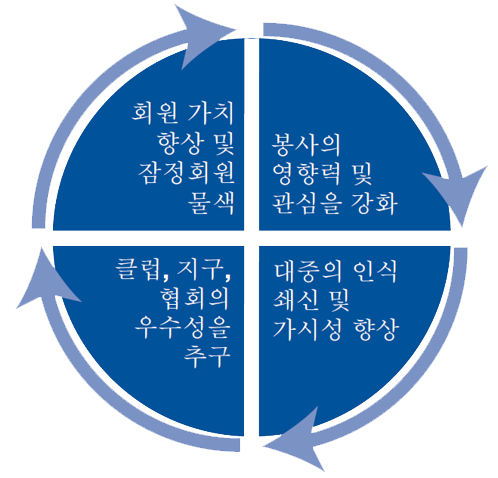 회원 가치
향상 및
잠정회원
물색
봉사의
영향력 및
관심을 강화
클럽, 지구,
협회의
우수성을
추구
대중의 인식
쇄신 및
가시성 향상